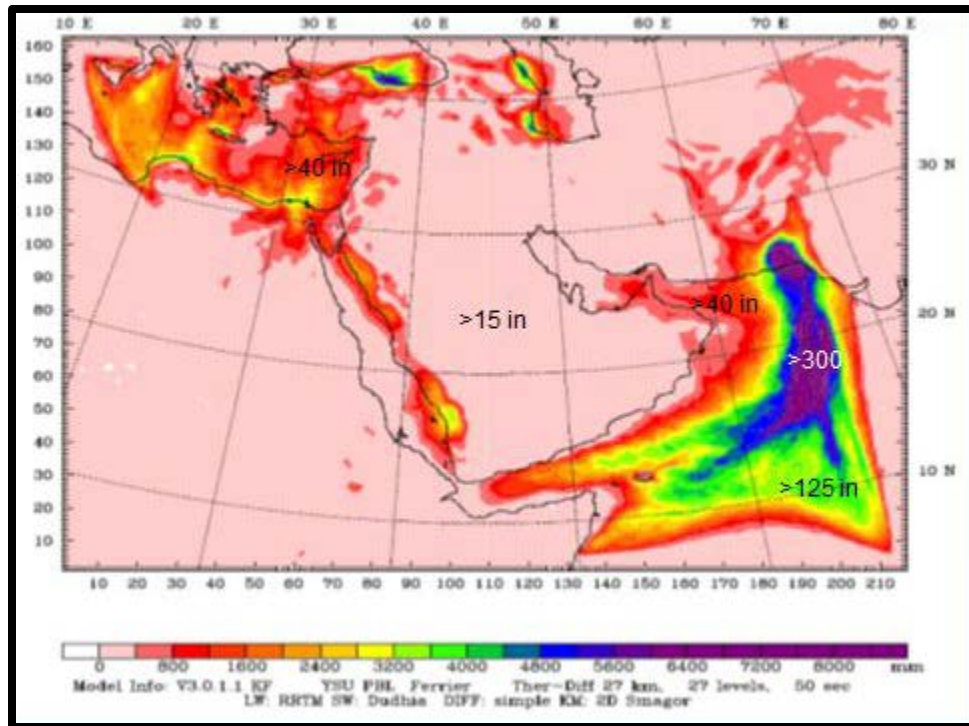 10 E 20 E 30 E 40 E 50 E 60 E 70 E 80 E
160
150
140
130
120
110
100
90
80
70
60
50
40
30
20
10
30 N
20 N
10 N
>40 in
>40 in
>15 in
>300
>125 in
10 20 30 40 50 60 70 80 90 100 110 120 130 140 150 160 170 180 190 200 210
0 800 1600 2400 3200 4000 4800 5600 6400 7200 8000 mm
Model Info: V3.0.1.1 KF YSU PBL Ferrier Ther-Diff 27 km, 27 levels, 50 sec
LW: RRTM SW: Dudhia DIFF: simple KM: 2D Smagor